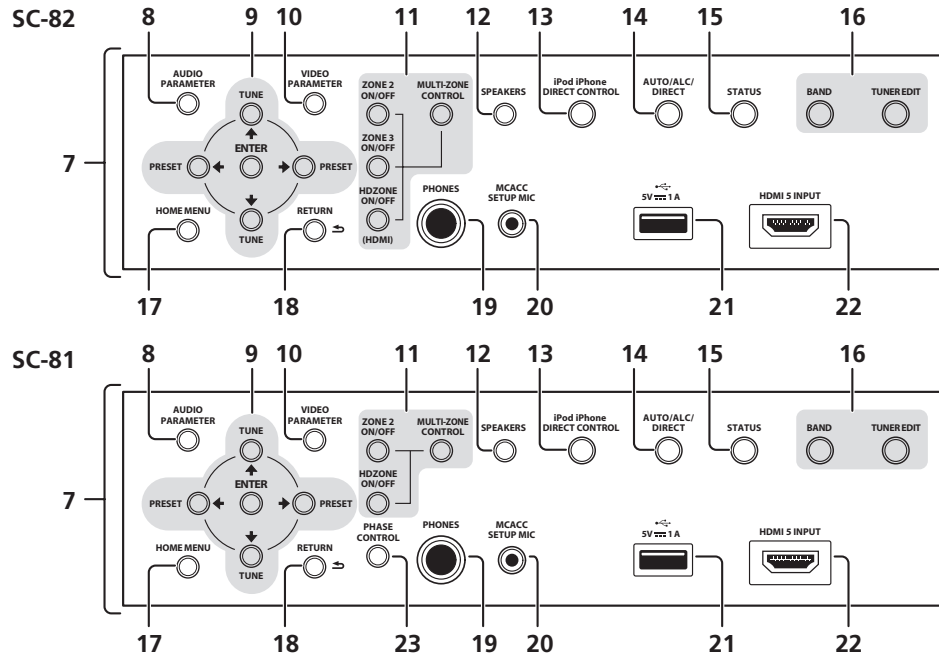 SC-82
8 9 10 11 12 13 14 15 16
AUDIO
PARAMETER
TUNE
VIDEO
PARAMETER
ZONE 2
ON/OFF
MULTI-ZONE
CONTROL
SPEAKERS
iPod iPhone
DIRECT CONTROL
AUTO/ALC/
DIRECT
STATUS
BAND
TUNER EDIT
ENTER
ZONE 3
ON/OFF
7
PRESET
PRESET
HOME MENU
TUNE
RETURN
HDZONE
ON/OFF
(HDMI)
PHONES
MCACC
SETUP MIC
5V 1 A
HDMI 5 INPUT
17 18 19 20 21 22
SC-81
8 9 10 11 12 13 14 15 16
AUDIO
PARAMETER
TUNE
VIDEO
PARAMETER
ZONE 2
ON/OFF
MULTI-ZONE
CONTROL
SPEAKERS
iPod iPhone
DIRECT CONTROL
AUTO/ALC/
DIRECT
STATUS
BAND
TUNER EDIT
ENTER
HDZONE
ON/OFF
7
PRESET
PRESET
HOME MENU
TUNE
RETURN
PHASE
CONTROL
PHONES
MCACC
SETUP MIC
5V 1 A
HDMI 5 INPUT
17 18 23 19 20 21 22